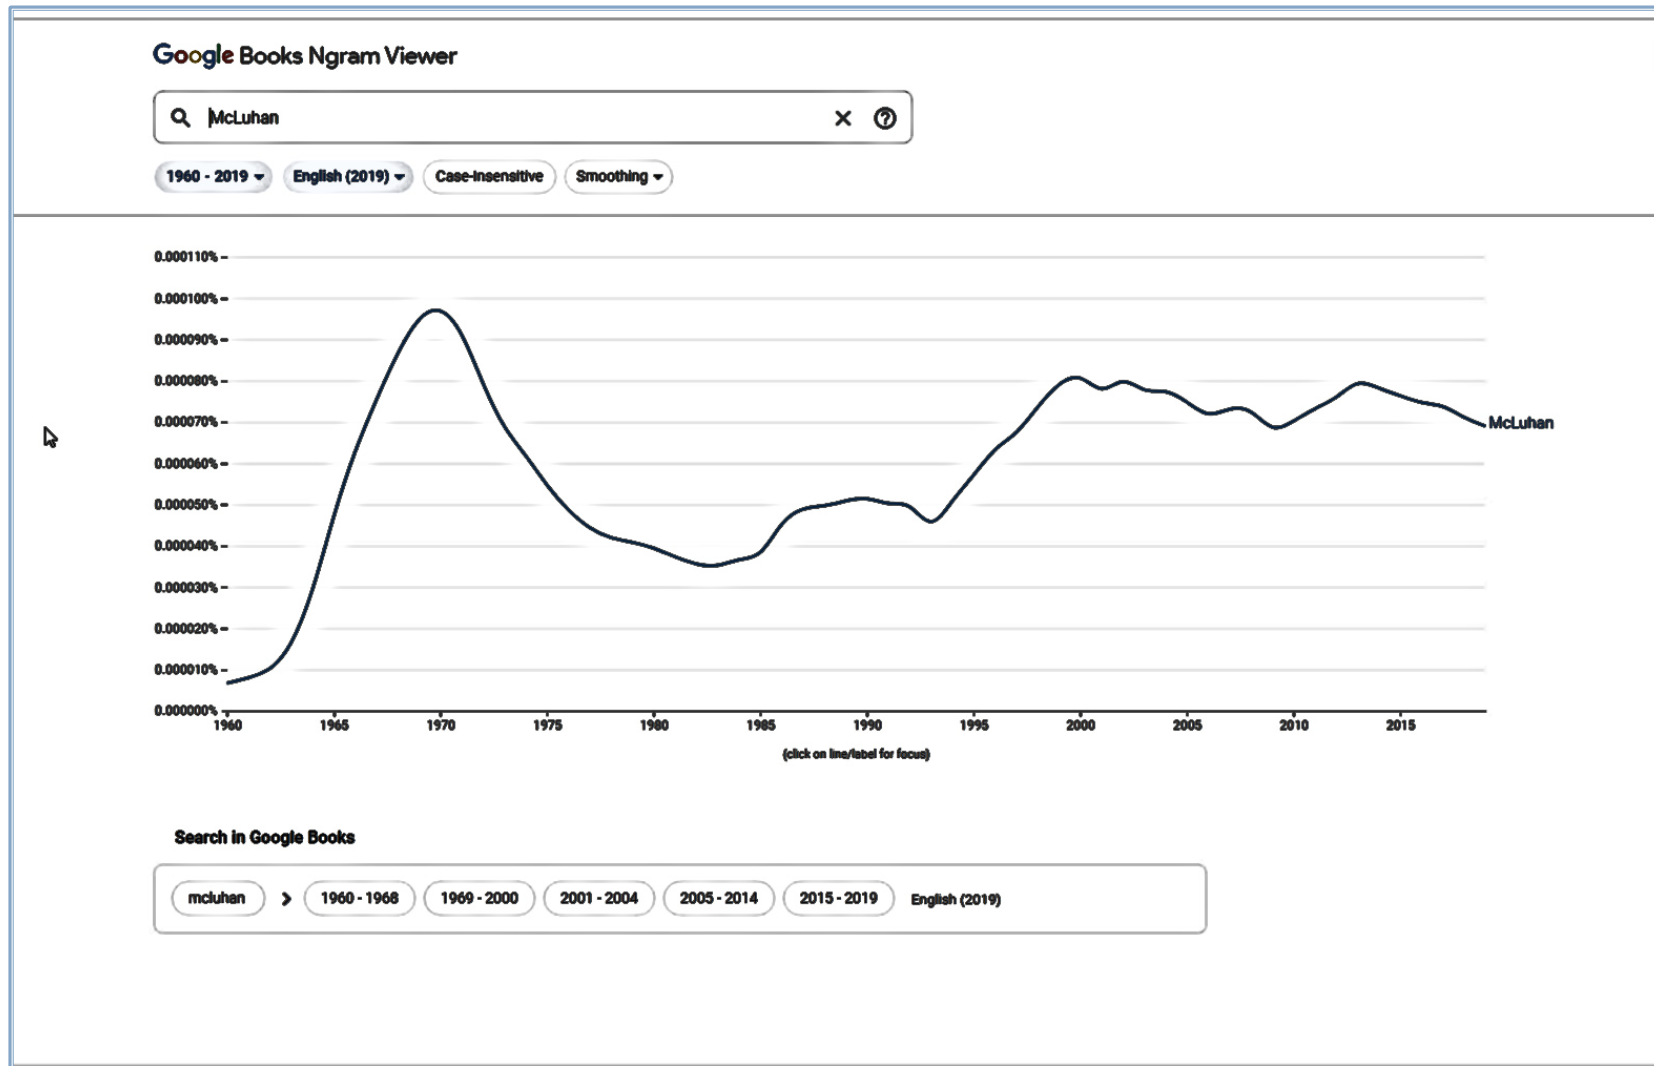 Google Books Ngram Viewer
McLuhan
1960 - 2019 English (2019) Case-Insensitive Smoothing
0.000110%
0.000100%
0.000090%
0.000080%
0.000070%
McLuhan
0.000060%
0.000050%
0.000040%
0.000030%
0.000020%
0.000010%
0.000000%
1960 1965 1970 1975 1980 1985 1990 1995 2000 2005 2010 2015
(click on line/label for focus)
Search in Google Books
mcluhan 1960 - 1968 1969 - 2000 2001 - 2004 2005 - 2014 2015 - 2019 English (2019)